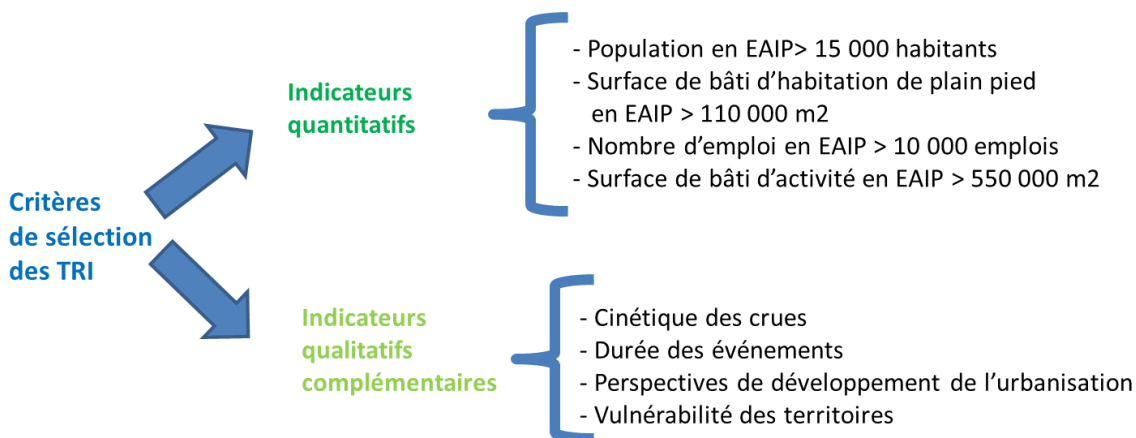 Critères
de sélection
des TRI
Indicateurs
quantitatifs
- Population en EAIP> 15 000 habitants
- Surface de bâti d’habitation de plain pied
en EAIP > 110 000 m2
- Nombre d’emploi en EAIP > 10 000 emplois
- Surface de bâti d’activité en EAIP > 550 000 m2
Indicateurs
qualitatifs
complémentaires
- Cinétique des crues
- Durée des événements
- Perspectives de développement de l’urbanisation
- Vulnérabilité des territoires